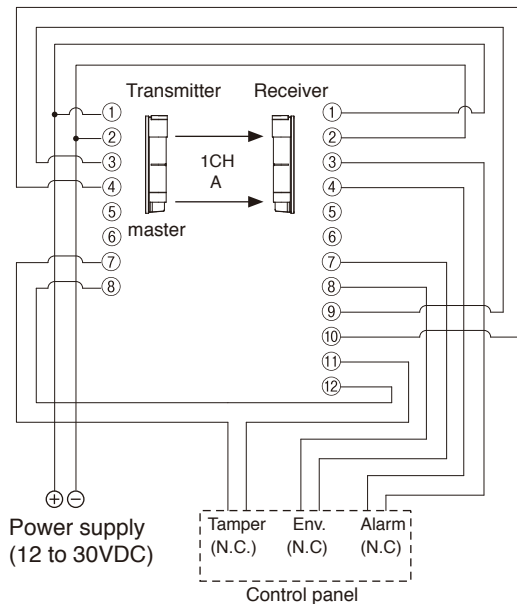 Transmitter Receiver
① ①
② ②
③ 1CH ③
④ A ④
⑤ ⑤
⑥ master ⑥
⑦ ⑦
⑧ ⑧
⑨
⑩
⑪
⑫
⊕ ⊖
Power supply
(12 to 30VDC)
Tamper Env. Alarm
(N.C.) (N.C) (N.C)
Control panel